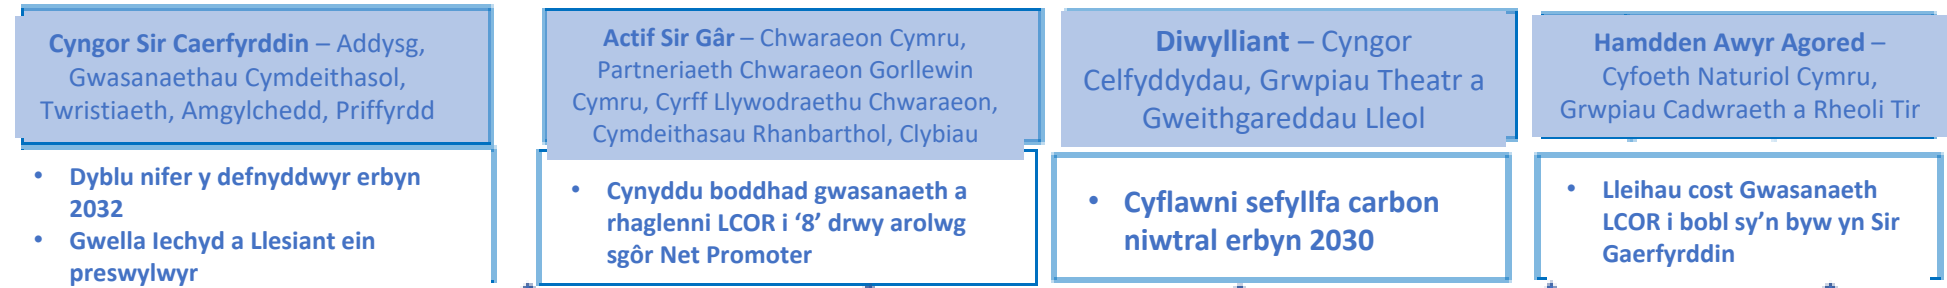 Cyngor Sir Caerfyrddin – Addysg,
Gwasanaethau Cymdeithasol,
Twristiaeth, Amgylchedd, Priffyrdd
• Dyblu nifer y defnyddwyr erbyn
2032
• Gwella Iechyd a Llesiant ein
preswylwyr
Actif Sir Gâr – Chwaraeon Cymru,
Partneriaeth Chwaraeon Gorllewin
Cymru, Cyrff Llywodraethu Chwaraeon,
Cymdeithasau Rhanbarthol, Clybiau
• Cynyddu boddhad gwasanaeth a
rhaglenni LCOR i ‘8’ drwy arolwg
sgôr Net Promoter
Diwylliant – Cyngor
Celfyddydau, Grwpiau Theatr a
Gweithgareddau Lleol
• Cyflawni sefyllfa carbon
niwtral erbyn 2030
Hamdden Awyr Agored –
Cyfoeth Naturiol Cymru,
Grwpiau Cadwraeth a Rheoli Tir
• Lleihau cost Gwasanaeth
LCOR i bobl sy’n byw yn Sir
Gaerfyrddin